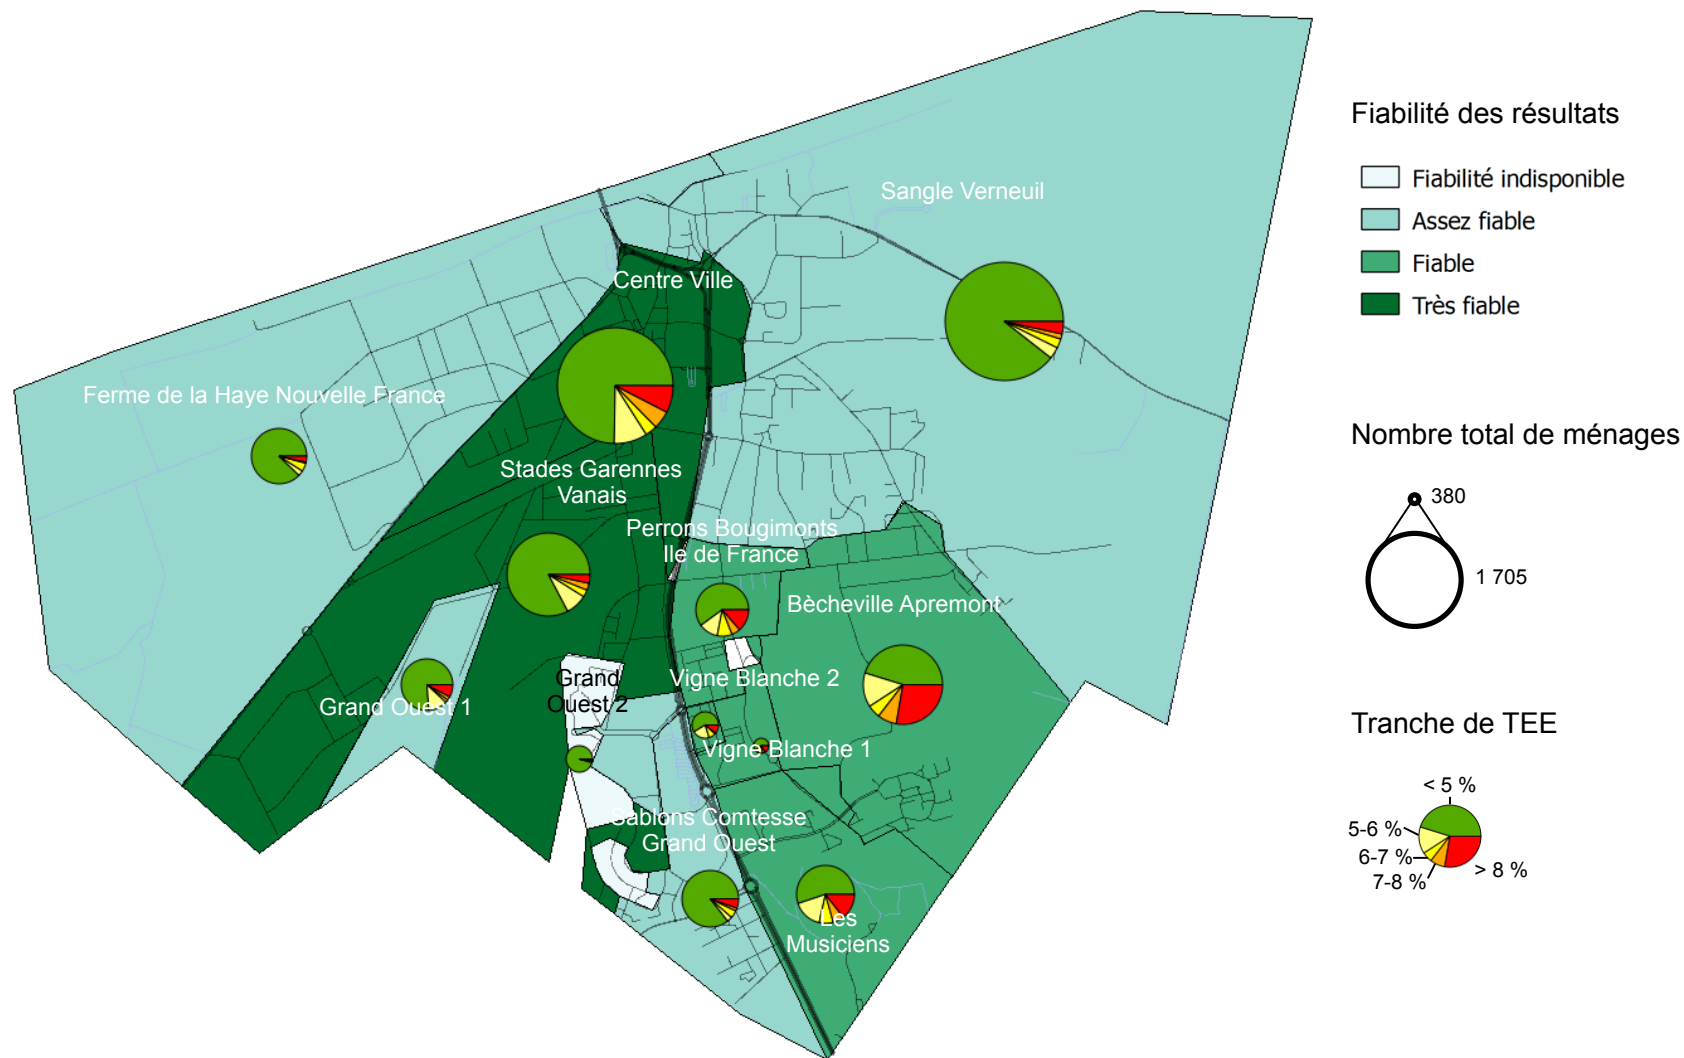 Fiabilité des résultats
Fiabilité indisponible
Assez fiable
Fiable
Très fiable
Nombre total de ménages
380
1 705
Tranche de TEE
< 5 %
5-6 %
6-7 %
7-8 %
> 8 %
Sangle Verneuil
Centre Ville
Ferme de la Haye Nouvelle France
Stades Garennes
Vanais
Perrons Bougimonts
Ile de France
Bècheville Apremont
Grand
Ouest 2
Vigne Blanche 2
Grand Ouest 1
Vigne Blanche 1
Sablons Comtesse
Grand Ouest
Les
Musiciens